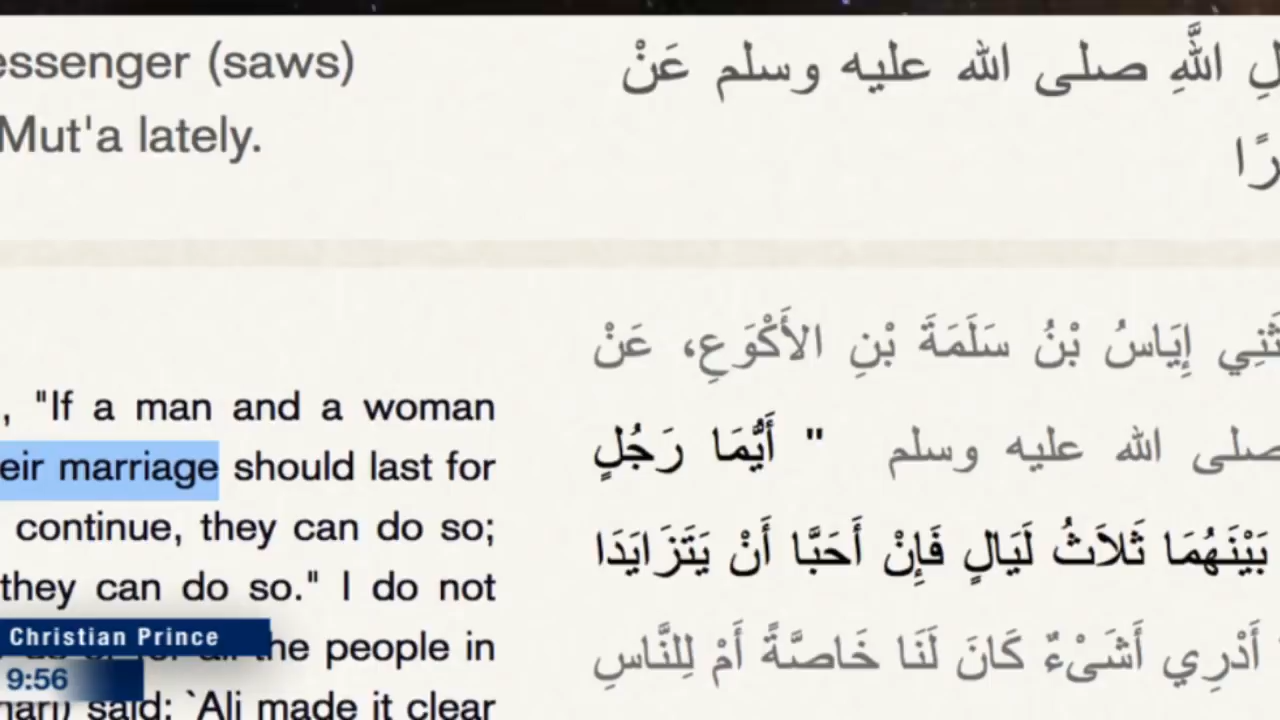 essenger (saws)
Mut'a lately.
لِ اللَّهِ صلى الله عليه وسلم عَنْ
رًا
, "If a man and a woman
eir marriage should last for
continue, they can do so;
they can do so." I do not
all the people in
said: `Ali made it clear
ثَنِي إِيَاسُ بْنُ سَلَمَةَ بْنِ الأَكْوَعِ، عَنْ
صلى الله عليه وسلم " أَيُّمَا رَجُلٍ
بَيْنَهُمَا ثَلاَثُ لَيَالٍ فَإِنْ أَحَبَّا أَنْ يَتَزَايَدَا
أَدْرِي أَشَىْءٌ كَانَ لَنَا خَاصَّةً أَمْ لِلنَّاسِ
Christian Prince
9:56